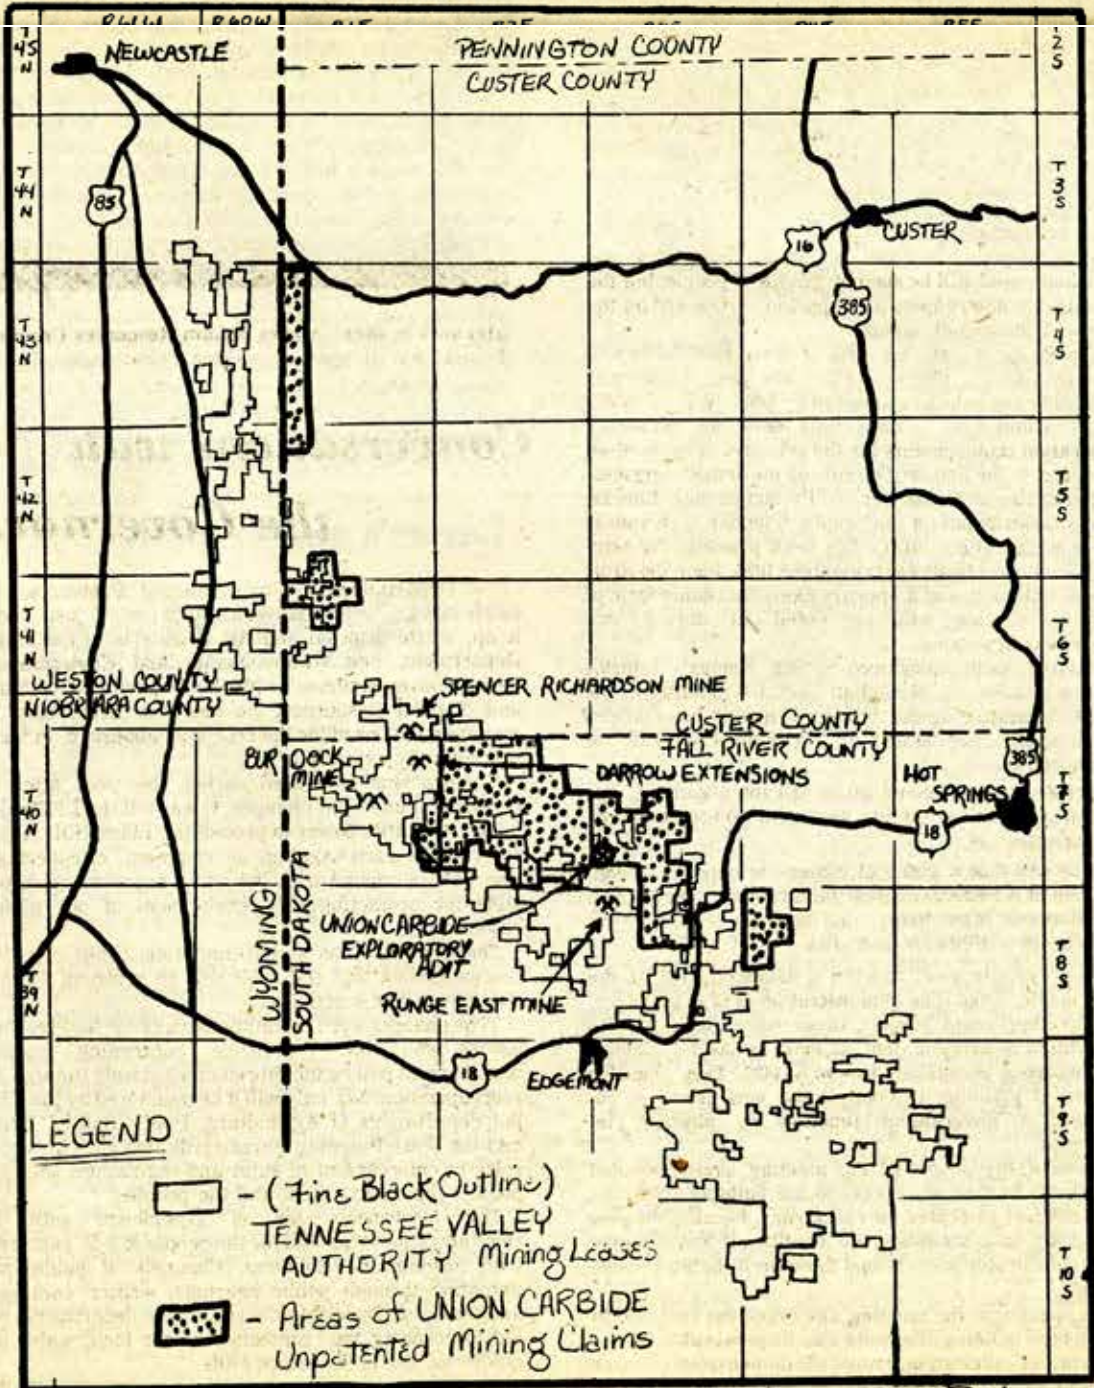 T
45
N
NEWCASTLE
PENNINGTON COUNTY
CUSTER COUNTY
T
2
S
85
T
44
N
T
3
S
16
CUSTER
385
T
43
N
T
4
S
T
42
N
T
5
S
T
41
N
T
6
S
WESTON COUNTY
NIOBRARA COUNTY
SPENCER RICHARDSON MINE
CUSTER COUNTY
FALL RIVER COUNTY
BURDOCK
MINE
DARROW EXTENSIONS
HOT
SPRINGS
385
18
T
40
N
T
7
S
UNION CARBIDE
EXPLORATORY
ADIT
RUNGE EAST MINE
WYOMING
SOUTH DAKOTA
T
39
N
T
8
S
18
EDGEMONT
T
9
S
T
10
S
LEGEND
- (Fine Black Outline)
TENNESSEE VALLEY
AUTHORITY Mining Leases
- Areas of UNION CARBIDE
Unpatented Mining Claims